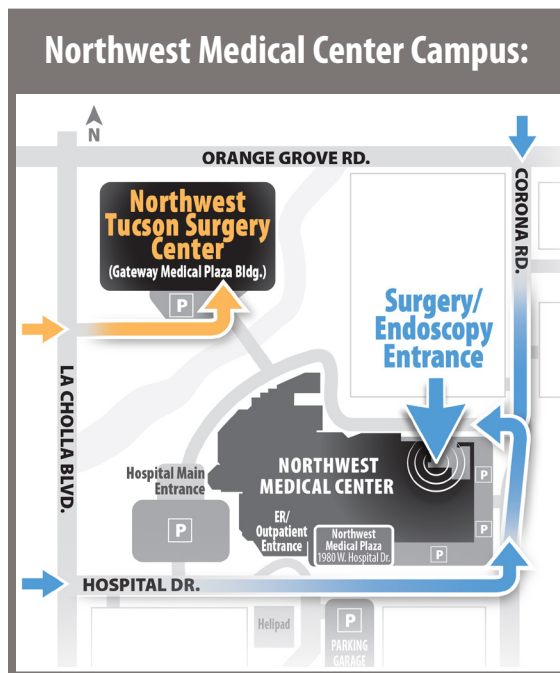 Northwest Medical Center Campus:
N
ORANGE GROVE RD.
CORONA RD.
Northwest
Tucson Surgery
Center
(Gateway Medical Plaza Bldg.)
P
Surgery/
Endoscopy
Entrance
LA CHOLLA BLVD.
Hospital Main
Entrance
P
NORTHWEST
MEDICAL CENTER
P
ER/
Outpatient
Entrance
Northwest
Medical Plaza
1980 W. Hospital Dr.
P
P
HOSPITAL DR.
Helipad
P
PARKING
GARAGE